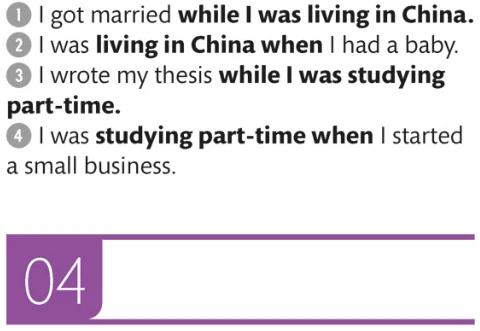 1 I got married while I was living in China.
2 I was living in China when I had a baby.
3 I wrote my thesis while I was studying
part-time.
4 I was studying part-time when I started
a small business.
04